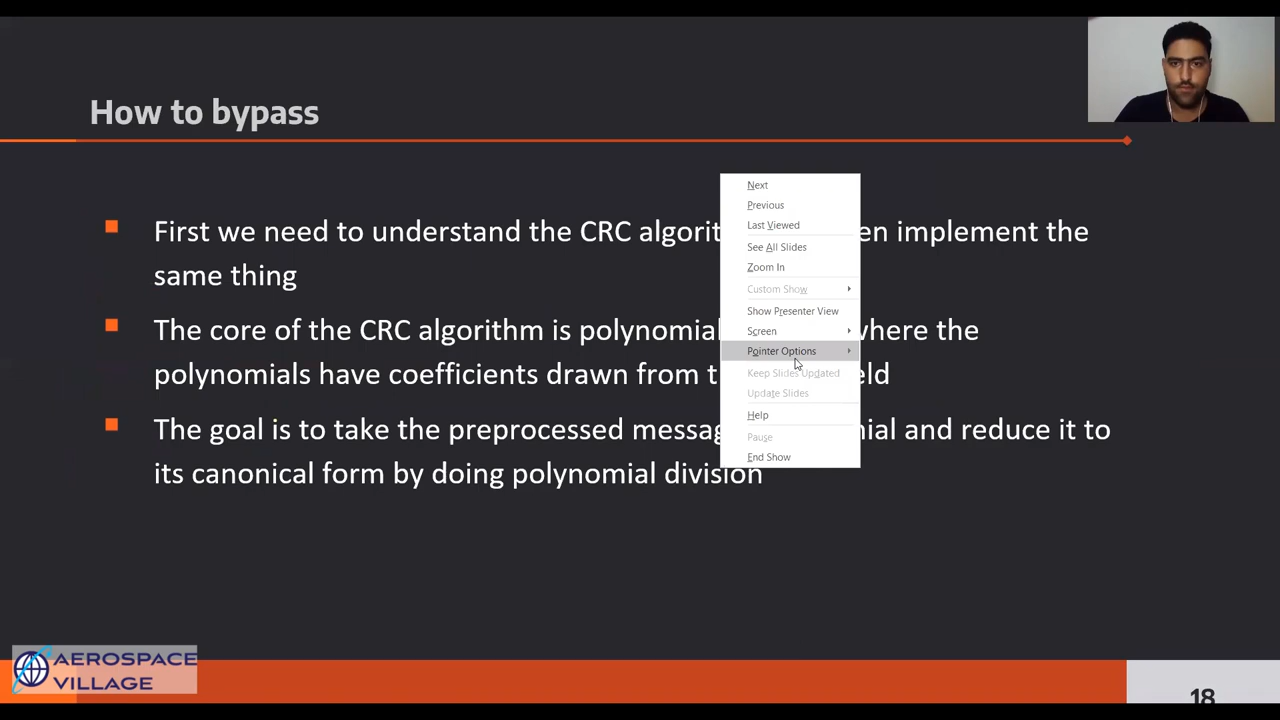 How to bypass
First we need to understand the CRC algorit en implement the
same thing
The core of the CRC algorithm is polynomial where the
polynomials have coefficients drawn from t eld
The goal is to take the preprocessed messag nial and reduce it to
its canonical form by doing polynomial division
Next
Previous
Last Viewed
See All Slides
Zoom In
Custom Show
Show Presenter View
Screen
Pointer Options
Keep Slides Updated
Update Slides
Help
Pause
End Show
AEROSPACE
VILLAGE
18